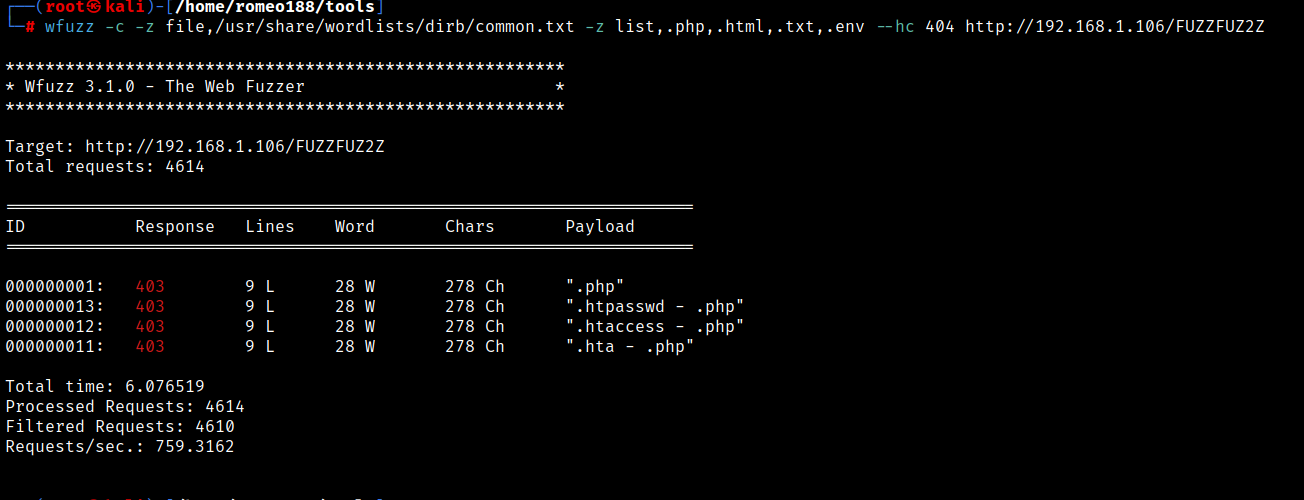 ┌──(root㉿kali)-[/home/romeo188/tools]
└─# wfuzz -c -z file,/usr/share/wordlists/dirb/common.txt -z list,.php,.html,.txt,.env --hc 404 http://192.168.1.106/FUZZFUZ2Z
********************************************************
* Wfuzz 3.1.0 - The Web Fuzzer                         *
********************************************************
Target: http://192.168.1.106/FUZZFUZ2Z
Total requests: 4614
=====================================================================
ID           Response   Lines    Word       Chars       Payload
=====================================================================
000000001:   403        9 L      28 W       278 Ch      ".php"
000000013:   403        9 L      28 W       278 Ch      ".htpasswd - .php"
000000012:   403        9 L      28 W       278 Ch      ".htaccess - .php"
000000011:   403        9 L      28 W       278 Ch      ".hta - .php"
Total time: 6.076519
Processed Requests: 4614
Filtered Requests: 4610
Requests/sec.: 759.3162